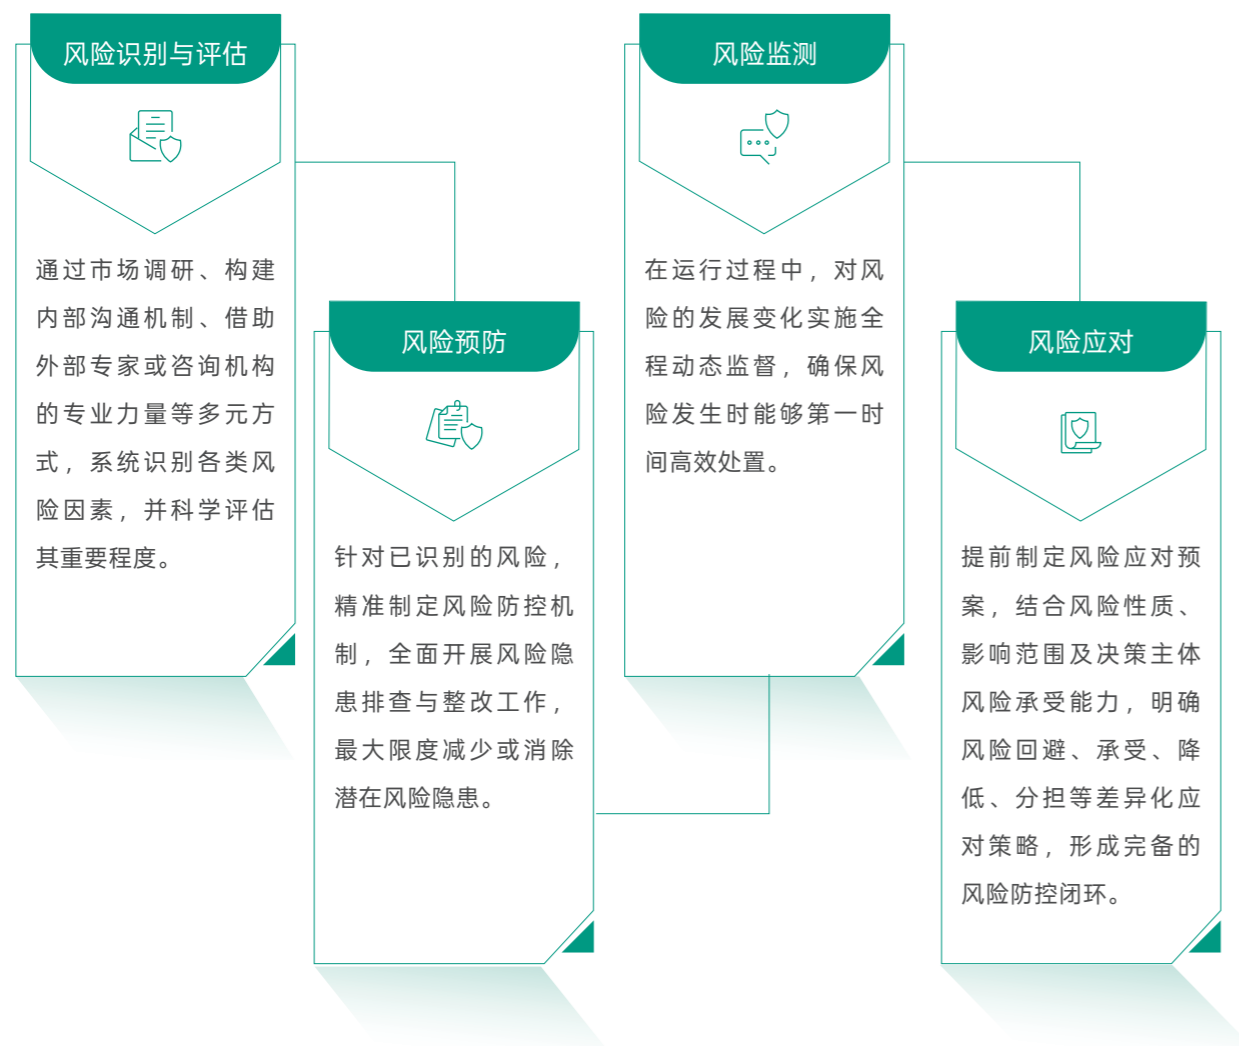 风险识别与评估
通过市场调研、构建
内部沟通机制、借助
外部专家或咨询机构
的专业力量等多元方
式，系统识别各类风
险因素，并科学评估
其重要程度。
风险预防
针对已识别的风险，
精准制定风险防控机
制，全面开展风险隐
患排查与整改工作，
最大限度减少或消除
潜在风险隐患。
风险监测
在运行过程中，对风
险的发展变化实施全
程动态监督，确保风
险发生时能够第一时
间高效处置。
风险应对
提前制定风险应对预
案，结合风险性质、
影响范围及决策主体
风险承受能力，明确
风险回避、承受、降
低、分担等差异化应
对策略，形成完备的
风险防控闭环。